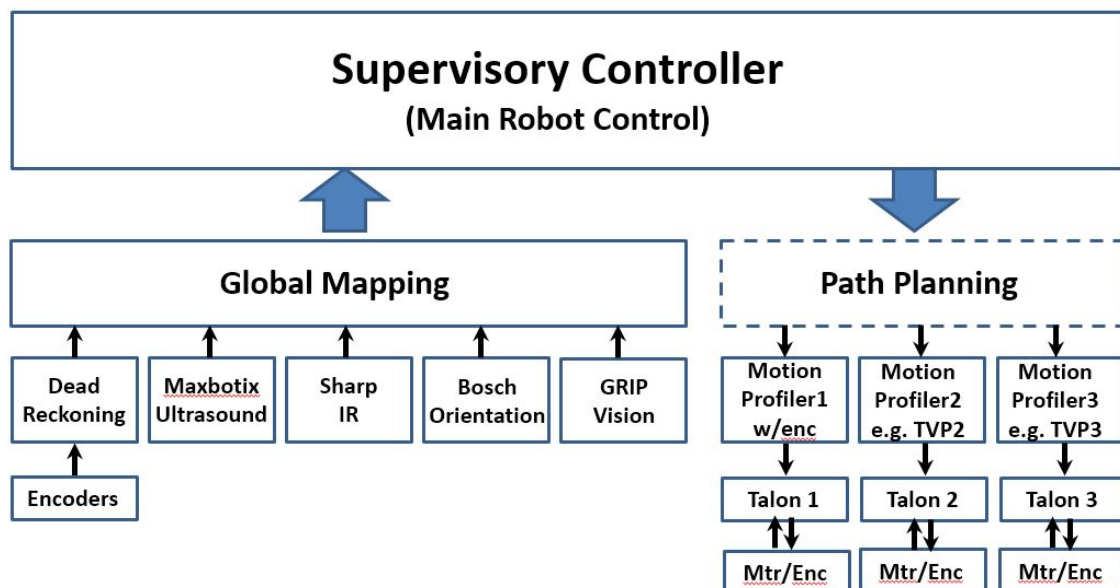 Supervisory Controller
(Main Robot Control)
Global Mapping
Path Planning
Dead
Reckoning
Maxbotix
Ultrasound
Sharp
IR
Bosch
Orientation
GRIP
Vision
Motion
Profiler1
w/enc
Motion
Profiler2
e.g. TVP2
Motion
Profiler3
e.g. TVP3
Encoders
Talon 1
Talon 2
Talon 3
Mtr/Enc
Mtr/Enc
Mtr/Enc